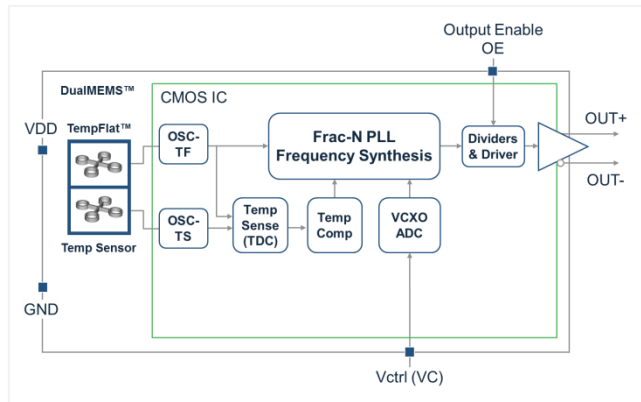 Output Enable
OE
DualMEMS™
CMOS IC
VDD
TempFlat™
OSC-
TF
Frac-N PLL
Frequency Synthesis
Dividers
& Driver
OUT+
OUT-
OSC-
TS
Temp
Sense
(TDC)
Temp
Comp
VCXO
ADC
Temp Sensor
GND
Vctrl (VC)